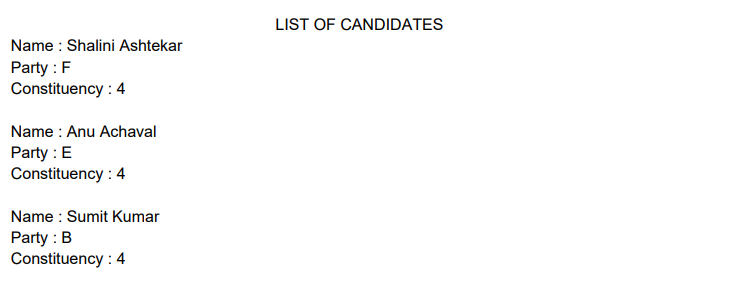 LIST OF CANDIDATES
Name : Shalini Ashtekar
Party : F
Constituency : 4
Name : Anu Achaval
Party : E
Constituency : 4
Name : Sumit Kumar
Party : B
Constituency : 4